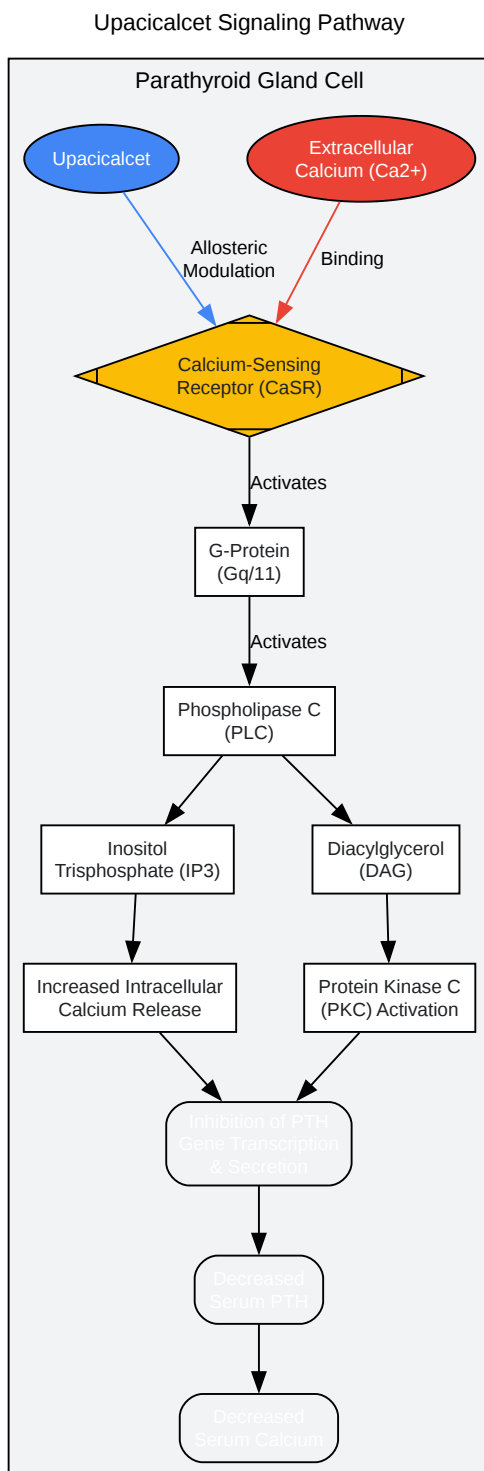 Upacicalcet Signaling Pathway
Parathyroid Gland Cell
Upacicalcet
Extracellular
Calcium (Ca2+)
Allosteric
Modulation
Binding
Calcium-Sensing
Receptor (CaSR)
Activates
G-Protein
(Gq/11)
Activates
Phospholipase C
(PLC)
Inositol
Trisphosphate (IP3)
Diacylglycerol
(DAG)
Increased Intracellular
Calcium Release
Protein Kinase C
(PKC) Activation
Inhibition of PTH
Gene Transcription
& Secretion
Decreased
Serum PTH
Decreased
Serum Calcium